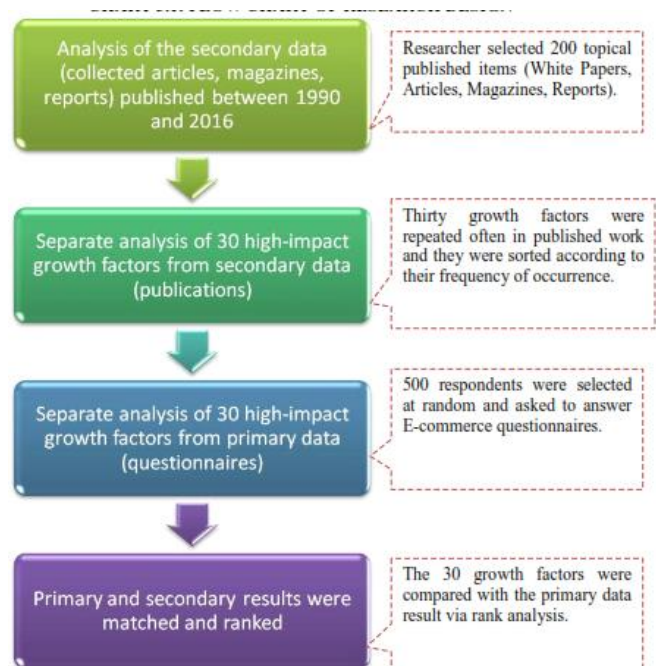 Analysis of the secondary data
(collected articles, magazines,
reports) published between 1990
and 2016
Researcher selected 200 topical
published items (White Papers,
Articles, Magazines, Reports).
Separate analysis of 30 high-impact
growth factors from secondary data
(publications)
Thirty growth factors were
repeated often in published work
and they were sorted according to
their frequency of occurrence.
Separate analysis of 30 high-impact
growth factors from primary data
(questionnaires)
500 respondents were selected
at random and asked to answer
E-commerce questionnaires.
Primary and secondary results were
matched and ranked
The 30 growth factors were
compared with the primary data
result via rank analysis.